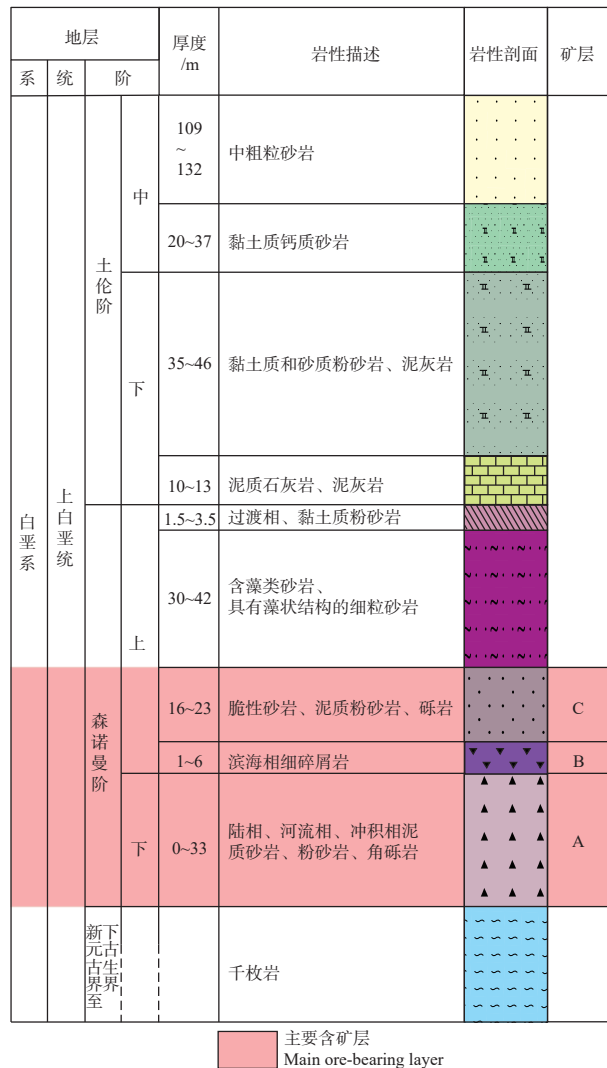 地层
厚度
/m
岩性描述
岩性剖面
矿层
系
统
阶
白垩系
上白垩统
土伦阶
中
109
~
132
中粗粒砂岩
20~37
黏土质钙质砂岩
下
35~46
黏土质和砂质粉砂岩、泥灰岩
10~13
泥质石灰岩、泥灰岩
森诺曼阶
上
1.5~3.5
过渡相、黏土质粉砂岩
30~42
含藻类砂岩、
具有藻状结构的细粒砂岩
16~23
脆性砂岩、泥质粉砂岩、砾岩
C
1~6
滨海相细碎屑岩
B
下
0~33
陆相、河流相、冲积相泥
质砂岩、粉砂岩、角砾岩
A
新元古界至
下古生界
千枚岩
主要含矿层
Main ore-bearing layer